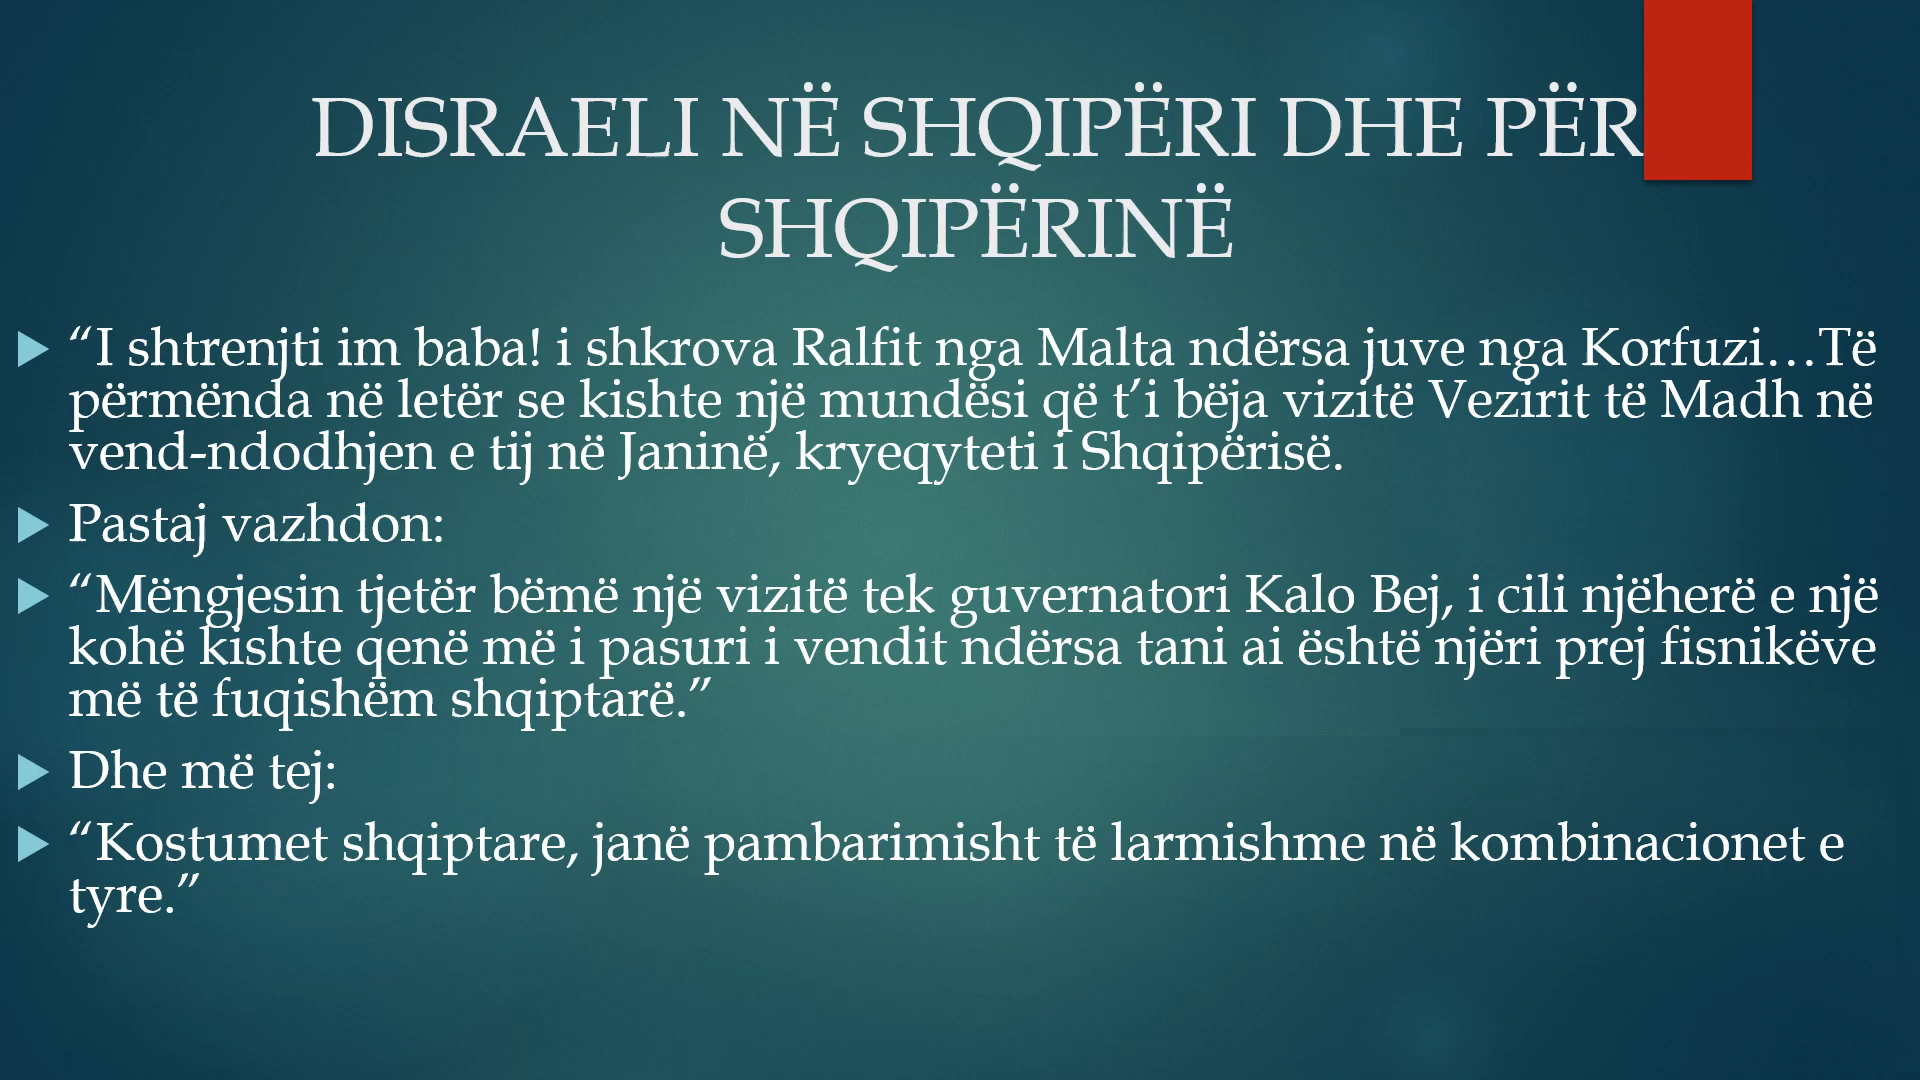 DISRAELI NË SHQIPËRI DHE PËR
SHQIPËRINË
“I shtrenjti im baba! i shkrova Ralfit nga Malta ndërsa juve nga Korfuzi…Të
përmënda në letër se kishte një mundësi që t’i bëja vizitë Vezirit të Madh në
vend-ndodhjen e tij në Janinë, kryeqyteti i Shqipërisë.
Pastaj vazhdon:
“Mëngjesin tjetër bëmë një vizitë tek guvernatori Kalo Bej, i cili njëherë e një
kohë kishte qenë më i pasuri i vendit ndërsa tani ai është njëri prej fisnikëve
më të fuqishëm shqiptarë.”
Dhe më tej:
“Kostumet shqiptare, janë pambarimisht të larmishme në kombinacionet e
tyre.”